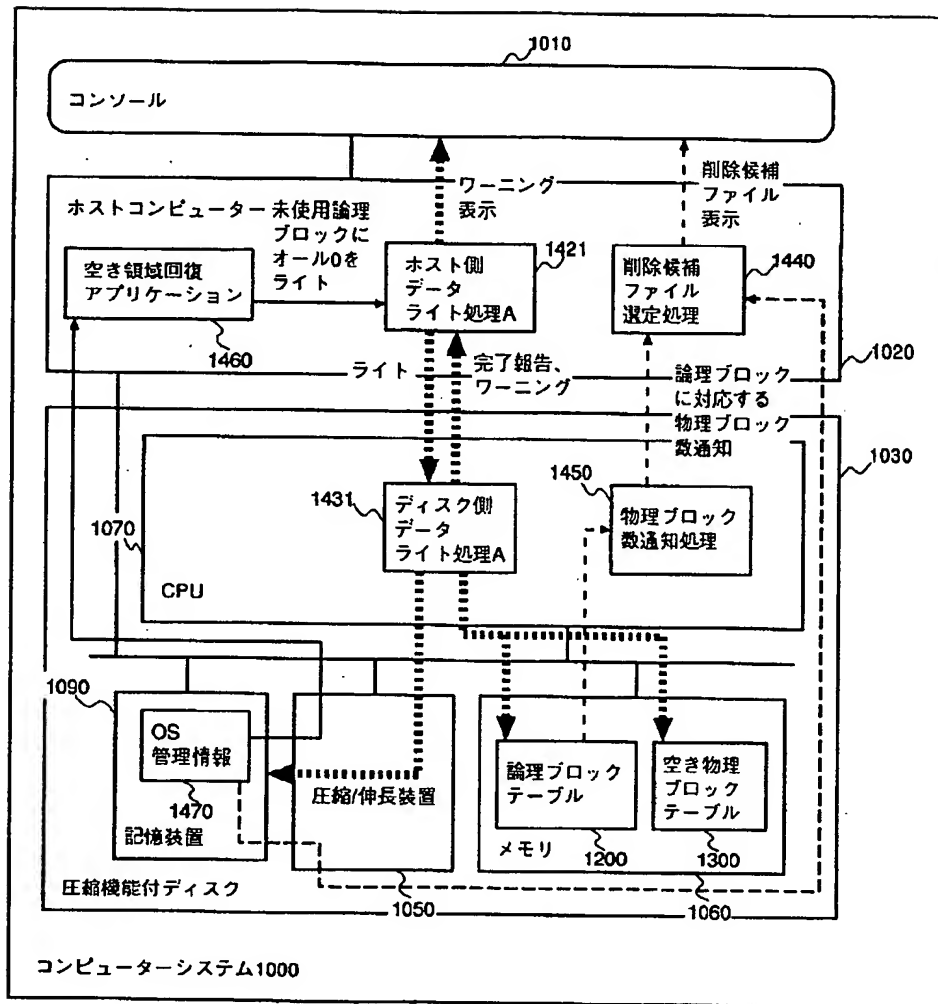 1010
コンソール
ワーニング
表示
削除候補
ファイル
表示
ホストコンピューター
未使用論理
ブロックに
オール0を
ライト
1421
1440
空き領域回復
アプリケーション
ホスト側
データ
ライト処理A
削除候補
ファイル
選定処理
1460
1020
ライト
完了報告、
ワーニング
論理ブロック
に対応する
物理ブロック
数通知
1030
1431
1450
1070
ディスク側
データ
ライト処理A
物理ブロック
数通知処理
CPU
1090
OS
管理情報
1470
記憶装置
圧縮/伸長装置
論理ブロック
テーブル
空き物理
ブロック
テーブル
1200
1300
メモリ
圧縮機能付ディスク
1050
1060
コンピューターシステム1000